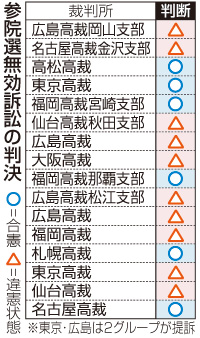 参院選無効訴訟の判決
○=合憲 △=違憲状態
裁判所 判断
広島高裁岡山支部 △
名古屋高裁金沢支部 △
高松高裁 ○
東京高裁 ○
福岡高裁宮崎支部 ○
仙台高裁秋田支部 △
広島高裁 △
大阪高裁 △
福岡高裁那覇支部 ○
広島高裁松江支部 △
広島高裁 △
福岡高裁 △
札幌高裁 ○
東京高裁 △
仙台高裁 △
名古屋高裁 ○
※東京・広島は2グループが提訴